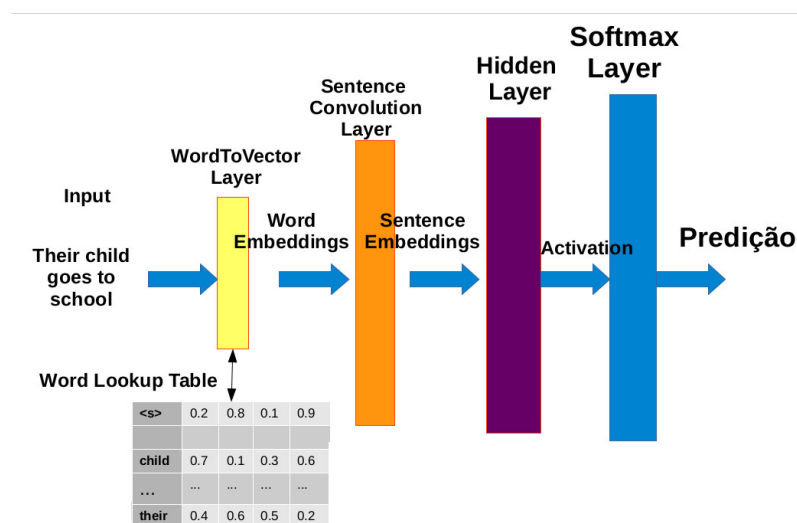 Softmax
Layer
Hidden
Layer
Sentence
Convolution
Layer
WordToVector
Layer
Input
Their child
goes to
school
Word
Embeddings
Sentence
Embeddings
Activation
Predição
Word Lookup Table
<s> 0.2 0.8 0.1 0.9
child 0.7 0.1 0.3 0.6
... ... ... ... ...
their 0.4 0.6 0.5 0.2